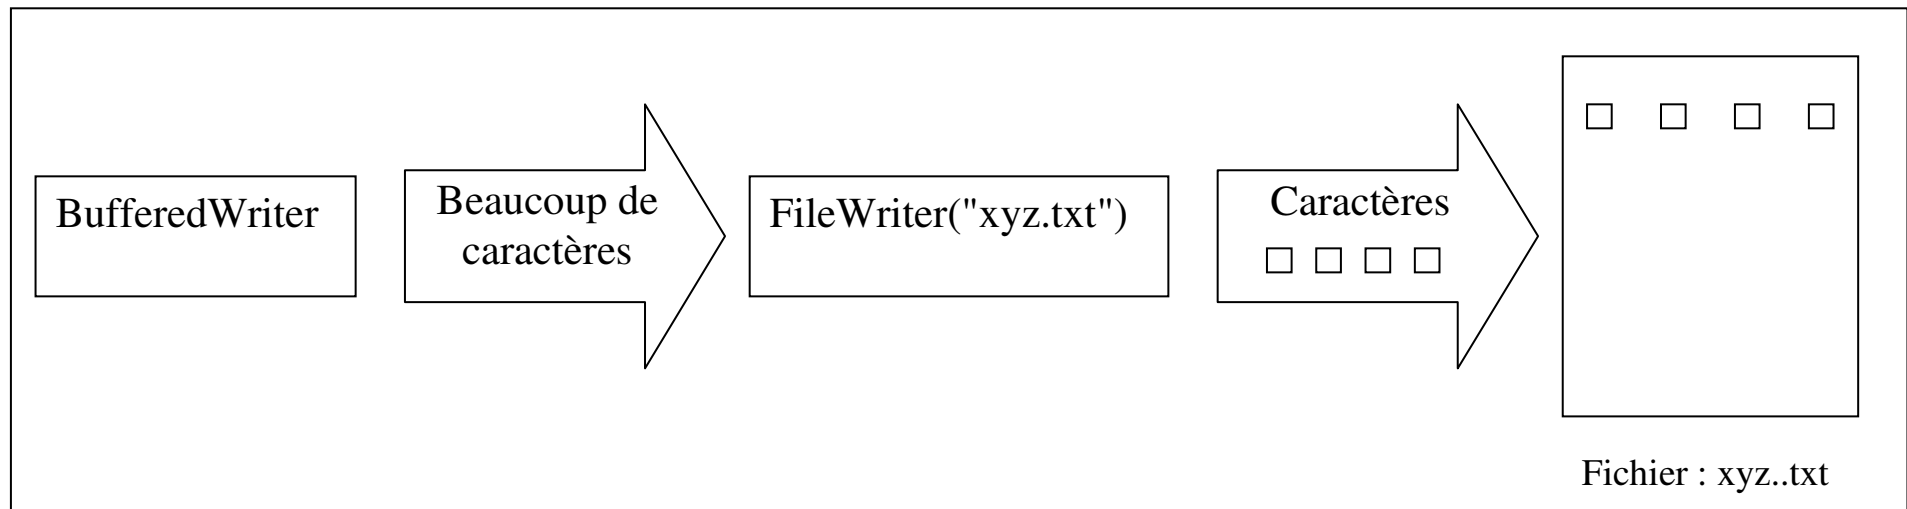 BufferedWriter
Beaucoup de
caractères
FileWriter("xyz.txt")
Caractères
Fichier : xyz..txt